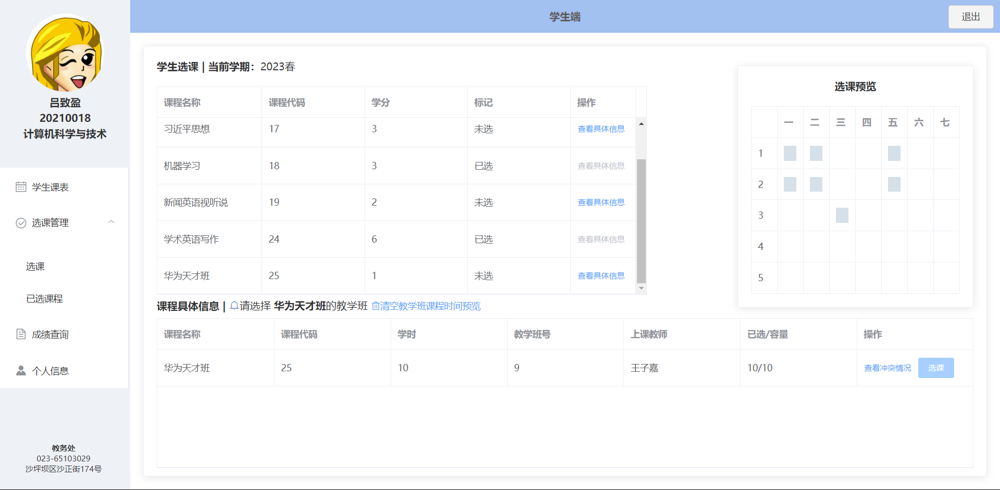 学生端
退出
吕致盈
20210018
计算机科学与技术
学生课表
选课管理
选课
已选课程
成绩查询
个人信息
教务处
023-65103029
沙坪坝区沙正街174号
学生选课 | 当前学期：2023春
课程名称 课程代码 学分 标记 操作
习近平思想 17 3 未选 查看具体信息
机器学习 18 3 已选 查看具体信息
新闻英语视听说 19 2 未选 查看具体信息
学术英语写作 24 6 已选 查看具体信息
华为天才班 25 1 未选 查看具体信息
选课预览
一 二 三 四 五 六 七
1
2
3
4
5
课程具体信息 | 请选择 华为天才班的教学班 清空教学班课程时间预览
课程名称 课程代码 学时 教学班号 上课教师 已选/容量 操作
华为天才班 25 10 9 王子嘉 10/10 查看冲突情况 选课